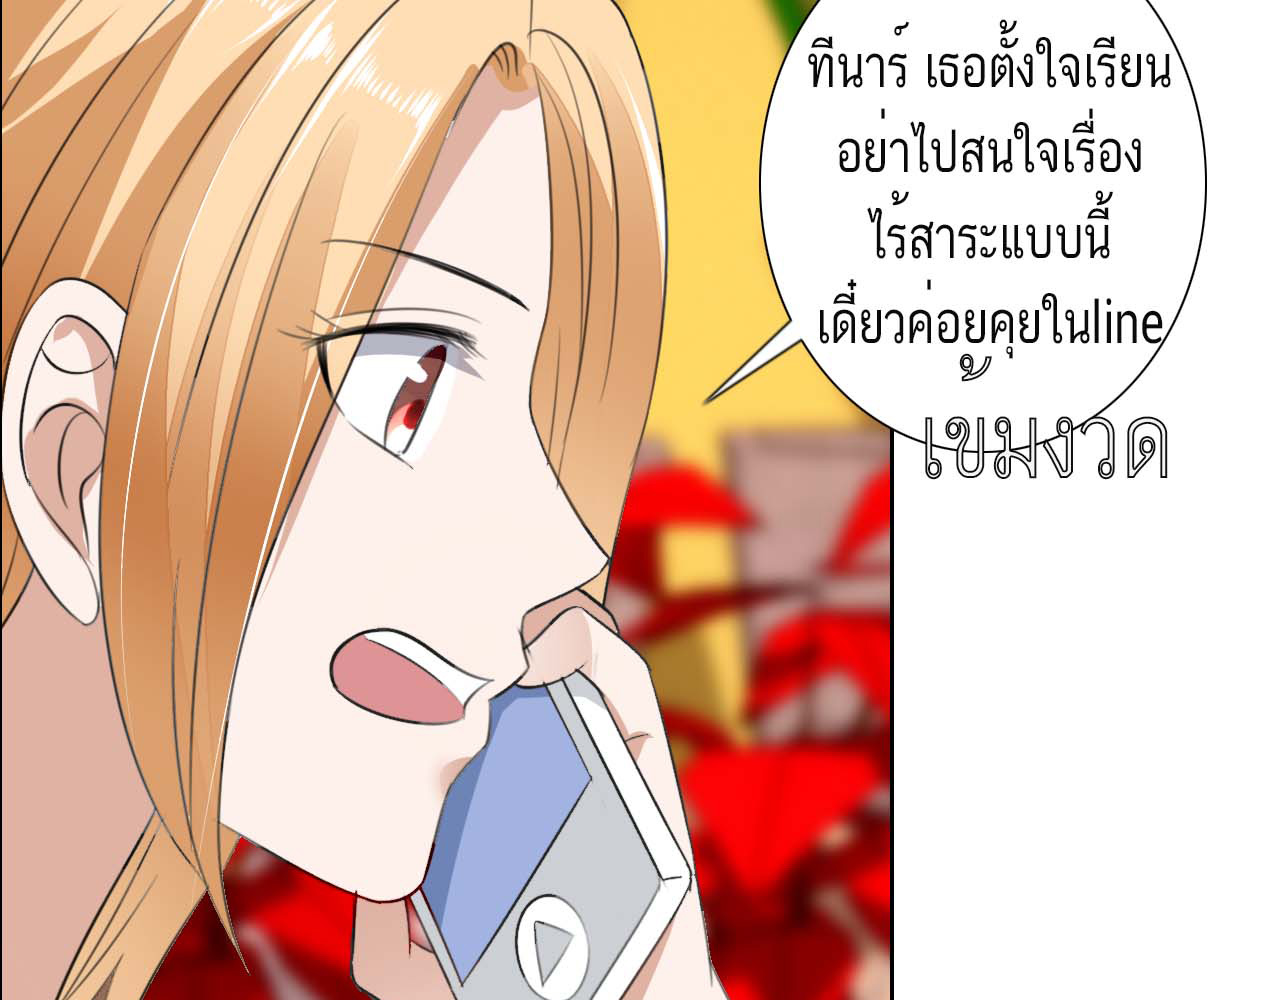 ทีนาร์ เธอตั้งใจเรียน
อย่าไปสนใจเรื่อง
ไร้สาระแบบนี้
เดี๋ยวค่อยคุยในline
เข้มงวด